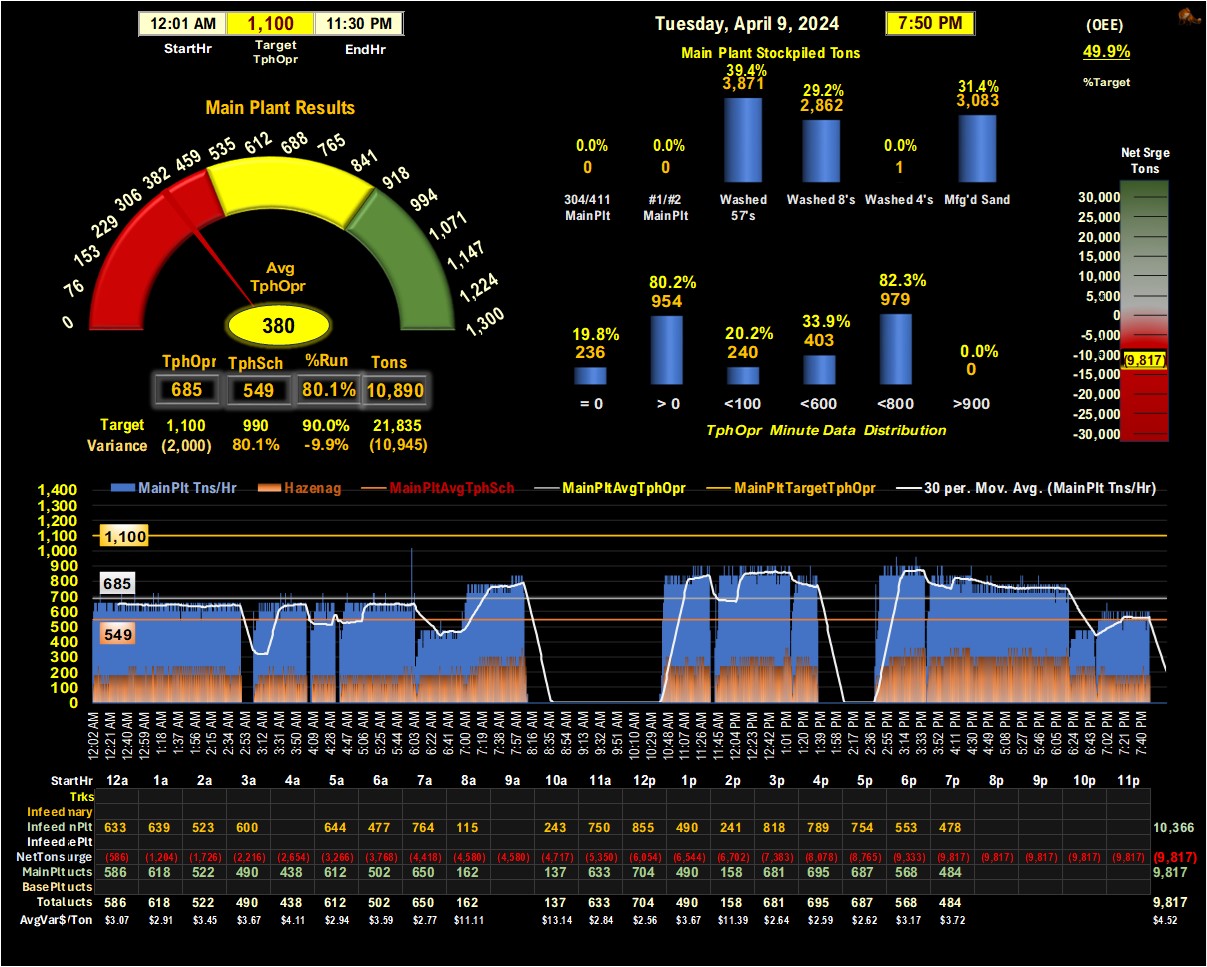 12:01 AM 1,100 11:30 PM
StartHr Target TphOpr EndHr
Tuesday, April 9, 2024 7:50 PM
(OEE)
49.9%
%Target
Main Plant Stockpiled Tons
39.4% 29.2% 31.4%
3,871 2,862 3,083
0.0% 0.0% 0.0%
0 0 1
304/411 MainPlt #1/#2 MainPlt Washed 57's Washed 8's Washed 4's Mfg'd Sand
Main Plant Results
0 76 153 229 306 382 459 535 612 688 765 841 918 994 1,071 1,147 1,224 1,300
Avg
TphOpr
380
TphOpr TphSch %Run Tons
685 549 80.1% 10,890
Target 1,100 990 90.0% 21,835
Variance (2,000) 80.1% -9.9% (10,945)
19.8% 80.2% 20.2% 33.9% 82.3% 0.0%
236 954 240 403 979 0
= 0 > 0 <100 <600 <800 >900
TphOpr Minute Data Distribution
Net Srge
Tons
30,000
25,000
20,000
15,000
10,000
5,000
0
-5,000
-10,000
(9,817)
-15,000
-20,000
-25,000
-30,000
MainPlt Tns/Hr Hazenag MainPltAvgTphSch MainPltAvgTphOpr MainPltTargetTphOpr 30 per. Mov. Avg. (MainPlt Tns/Hr)
1,400
1,300
1,200
1,100
1,000
900
800
700
600
500
400
300
200
100
0
1,100
685
549
12:02 AM 12:21 AM 12:40 AM 12:59 AM 1:18 AM 1:37 AM 1:56 AM 2:15 AM 2:34 AM 2:53 AM 3:12 AM 3:31 AM 3:50 AM 4:09 AM 4:28 AM 4:47 AM 5:06 AM 5:25 AM 5:44 AM 6:03 AM 6:22 AM 6:41 AM 7:00 AM 7:19 AM 7:38 AM 7:57 AM 8:16 AM 8:35 AM 8:54 AM 9:13 AM 9:32 AM 9:51 AM 10:10 AM 10:29 AM 10:48 AM 11:07 AM 11:26 AM 11:45 AM 12:04 PM 12:23 PM 12:42 PM 1:01 PM 1:20 PM 1:39 PM 1:58 PM 2:17 PM 2:36 PM 2:55 PM 3:14 PM 3:33 PM 3:52 PM 4:11 PM 4:30 PM 4:49 PM 5:08 PM 5:27 PM 5:46 PM 6:05 PM 6:24 PM 6:43 PM 7:02 PM 7:21 PM 7:40 PM
StartHr 12a 1a 2a 3a 4a 5a 6a 7a 8a 9a 10a 11a 12p 1p 2p 3p 4p 5p 6p 7p 8p 9p 10p 11p
Trks
Infeed mary
Infeed nPlt 633 639 523 600 644 477 764 115 243 750 855 490 241 818 789 754 553 478 10,366
Infeed ePlt
NetTons urge (586) (1,204) (1,726) (2,216) (2,654) (3,266) (3,768) (4,418) (4,580) (4,580) (4,717) (5,350) (6,054) (6,544) (6,702) (7,383) (8,078) (8,765) (9,333) (9,817) (9,817) (9,817) (9,817) (9,817) (9,817)
MainPlt ucts 586 618 522 490 438 612 502 650 162 137 633 704 490 158 681 695 687 568 484 9,817
BasePlt ucts
Total ucts 586 618 522 490 438 612 502 650 162 137 633 704 490 158 681 695 687 568 484 9,817
AvgVar$/Ton $3.07 $2.91 $3.45 $3.67 $4.11 $2.94 $3.59 $2.77 $11.11 $13.14 $2.84 $2.56 $3.67 $11.39 $2.64 $2.59 $2.62 $3.17 $3.72 $4.52